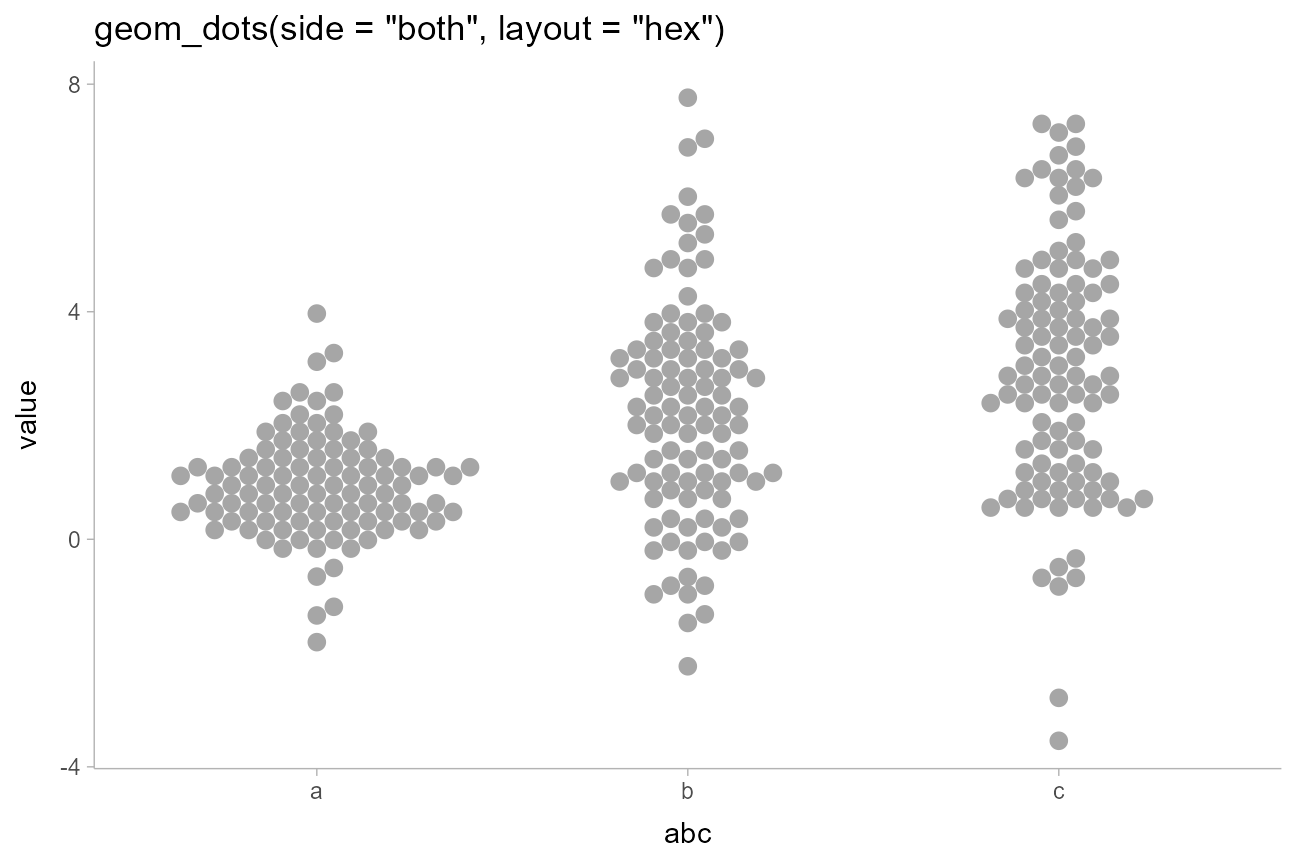 geom_dots(side = "both", layout = "hex")
8
4
0
-4
value
a b c
abc